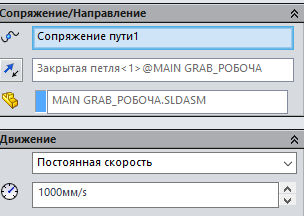 Сопряжение/Направление
Сопряжение пути1
Закрытая петля<1>@MAIN GRAB_РОБОЧА
MAIN GRAB_РОБОЧА.SLDASM
Движение
Постоянная скорость
1000мм/s